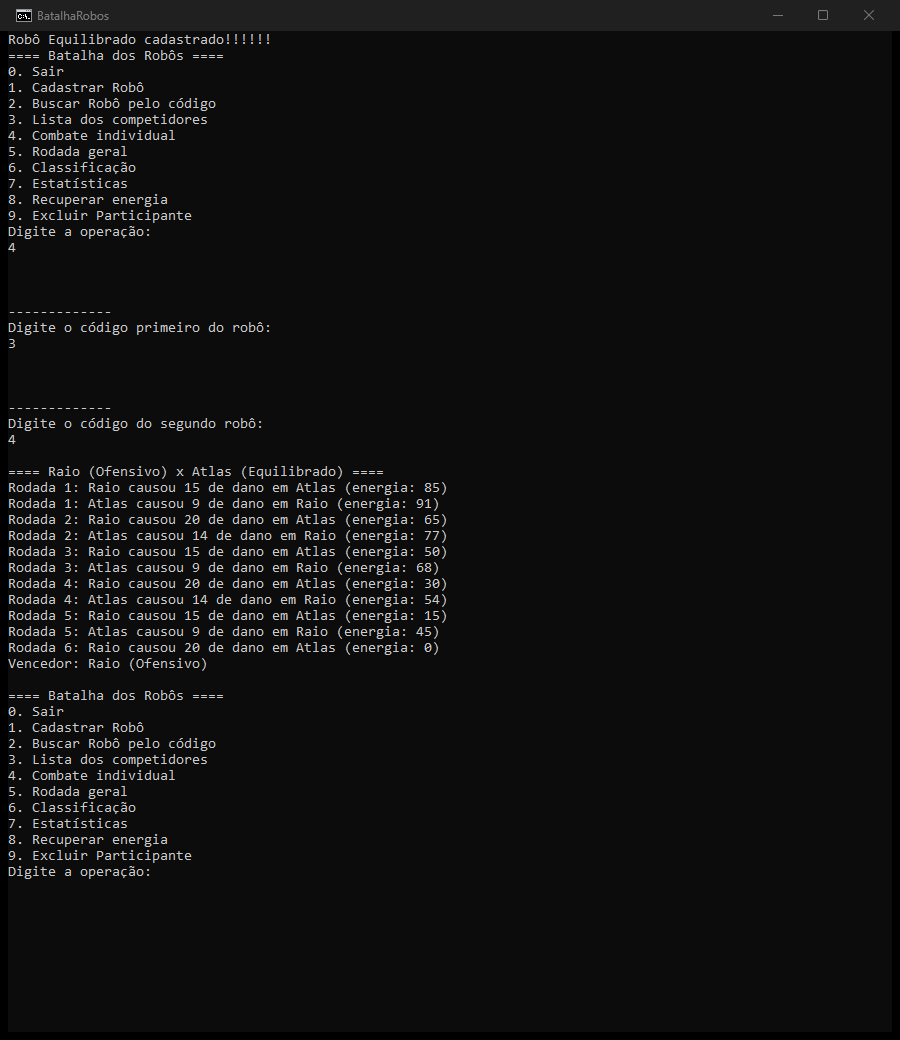 BatalhaRobos
Robô Equilibrado cadastrado!!!!!!
==== Batalha dos Robôs ====
0. Sair
1. Cadastrar Robô
2. Buscar Robô pelo código
3. Lista dos competidores
4. Combate individual
5. Rodada geral
6. Classificação
7. Estatísticas
8. Recuperar energia
9. Excluir Participante
Digite a operação:
4
-------------
Digite o código primeiro do robô:
3
-------------
Digite o código do segundo robô:
4
==== Raio (Ofensivo) x Atlas (Equilibrado) ====
Rodada 1: Raio causou 15 de dano em Atlas (energia: 85)
Rodada 1: Atlas causou 9 de dano em Raio (energia: 91)
Rodada 2: Raio causou 20 de dano em Atlas (energia: 65)
Rodada 2: Atlas causou 14 de dano em Raio (energia: 77)
Rodada 3: Raio causou 15 de dano em Atlas (energia: 50)
Rodada 3: Atlas causou 9 de dano em Raio (energia: 68)
Rodada 4: Raio causou 20 de dano em Atlas (energia: 30)
Rodada 4: Atlas causou 14 de dano em Raio (energia: 54)
Rodada 5: Raio causou 15 de dano em Atlas (energia: 15)
Rodada 5: Atlas causou 9 de dano em Raio (energia: 45)
Rodada 6: Raio causou 20 de dano em Atlas (energia: 0)
Vencedor: Raio (Ofensivo)
==== Batalha dos Robôs ====
0. Sair
1. Cadastrar Robô
2. Buscar Robô pelo código
3. Lista dos competidores
4. Combate individual
5. Rodada geral
6. Classificação
7. Estatísticas
8. Recuperar energia
9. Excluir Participante
Digite a operação: